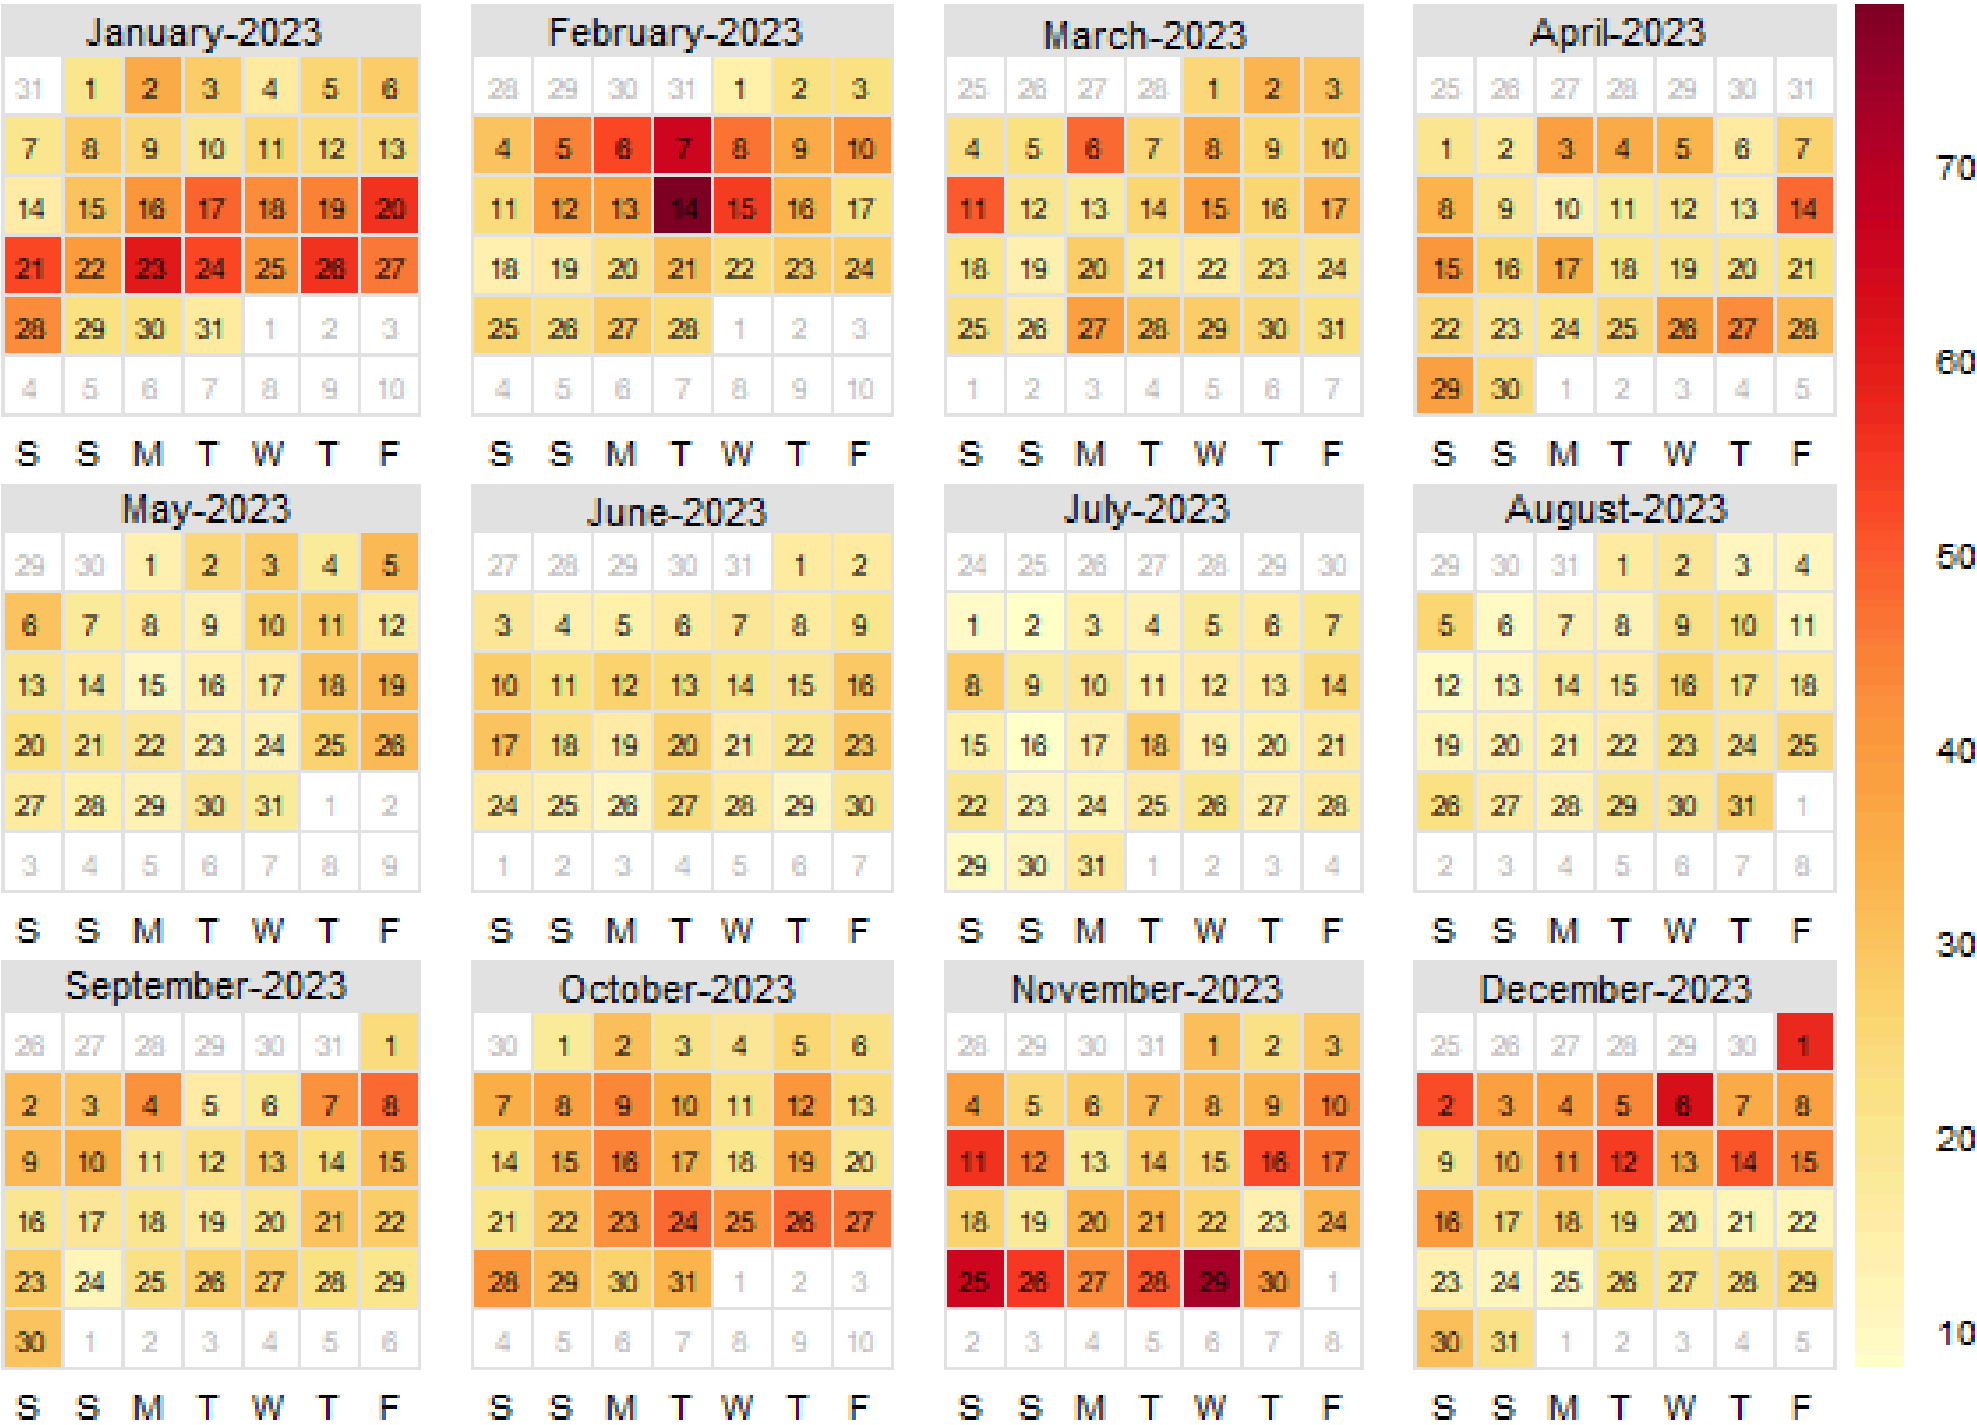 January-2023 February-2023 March-2023 April-2023
31 1 2 3 4 5 6 28 29 30 31 1 2 3 25 26 27 28 1 2 3 25 26 27 28 29 30 31
7 8 9 10 11 12 13 4 5 6 7 8 9 10 4 5 6 7 8 9 10 1 2 3 4 5 6 7
70
14 15 16 17 18 19 20 11 12 13 14 15 16 17 11 12 13 14 15 16 17 8 9 10 11 12 13 14
21 22 23 24 25 26 27 18 19 20 21 22 23 24 18 19 20 21 22 23 24 15 16 17 18 19 20 21
28 29 30 31 1 2 3 25 26 27 28 1 2 3 25 26 27 28 29 30 31 22 23 24 25 26 27 28
60
4 5 6 7 8 9 10 4 5 6 7 8 9 10 1 2 3 4 5 6 7 29 30 1 2 3 4 5
S S M T W T F S S M T W T F S S M T W T F S S M T W T F
May-2023 June-2023 July-2023 August-2023
50
29 30 1 2 3 4 5 27 28 29 30 31 1 2 24 25 26 27 28 29 30 29 30 31 1 2 3 4
6 7 8 9 10 11 12 3 4 5 6 7 8 9 1 2 3 4 5 6 7 5 6 7 8 9 10 11
13 14 15 16 17 18 19 10 11 12 13 14 15 16 8 9 10 11 12 13 14 12 13 14 15 16 17 18
20 21 22 23 24 25 26 17 18 19 20 21 22 23 15 16 17 18 19 20 21 19 20 21 22 23 24 25
40
27 28 29 30 31 1 2 24 25 26 27 28 29 30 22 23 24 25 26 27 28 26 27 28 29 30 31 1
3 4 5 6 7 8 9 1 2 3 4 5 6 7 29 30 31 1 2 3 4 2 3 4 5 6 7 8
S S M T W T F S S M T W T F S S M T W T F S S M T W T F
30
September-2023 October-2023 November-2023 December-2023
26 27 28 29 30 31 1 30 1 2 3 4 5 6 28 29 30 31 1 2 3 25 26 27 28 29 30 1
2 3 4 5 6 7 8 7 8 9 10 11 12 13 4 5 6 7 8 9 10 2 3 4 5 6 7 8
20
9 10 11 12 13 14 15 14 15 16 17 18 19 20 11 12 13 14 15 16 17 9 10 11 12 13 14 15
16 17 18 19 20 21 22 21 22 23 24 25 26 27 18 19 20 21 22 23 24 16 17 18 19 20 21 22
23 24 25 26 27 28 29 28 29 30 31 1 2 3 25 26 27 28 29 30 1 23 24 25 26 27 28 29
10
30 1 2 3 4 5 6 4 5 6 7 8 9 10 2 3 4 5 6 7 8 30 31 1 2 3 4 5
S S M T W T F S S M T W T F S S M T W T F S S M T W T F